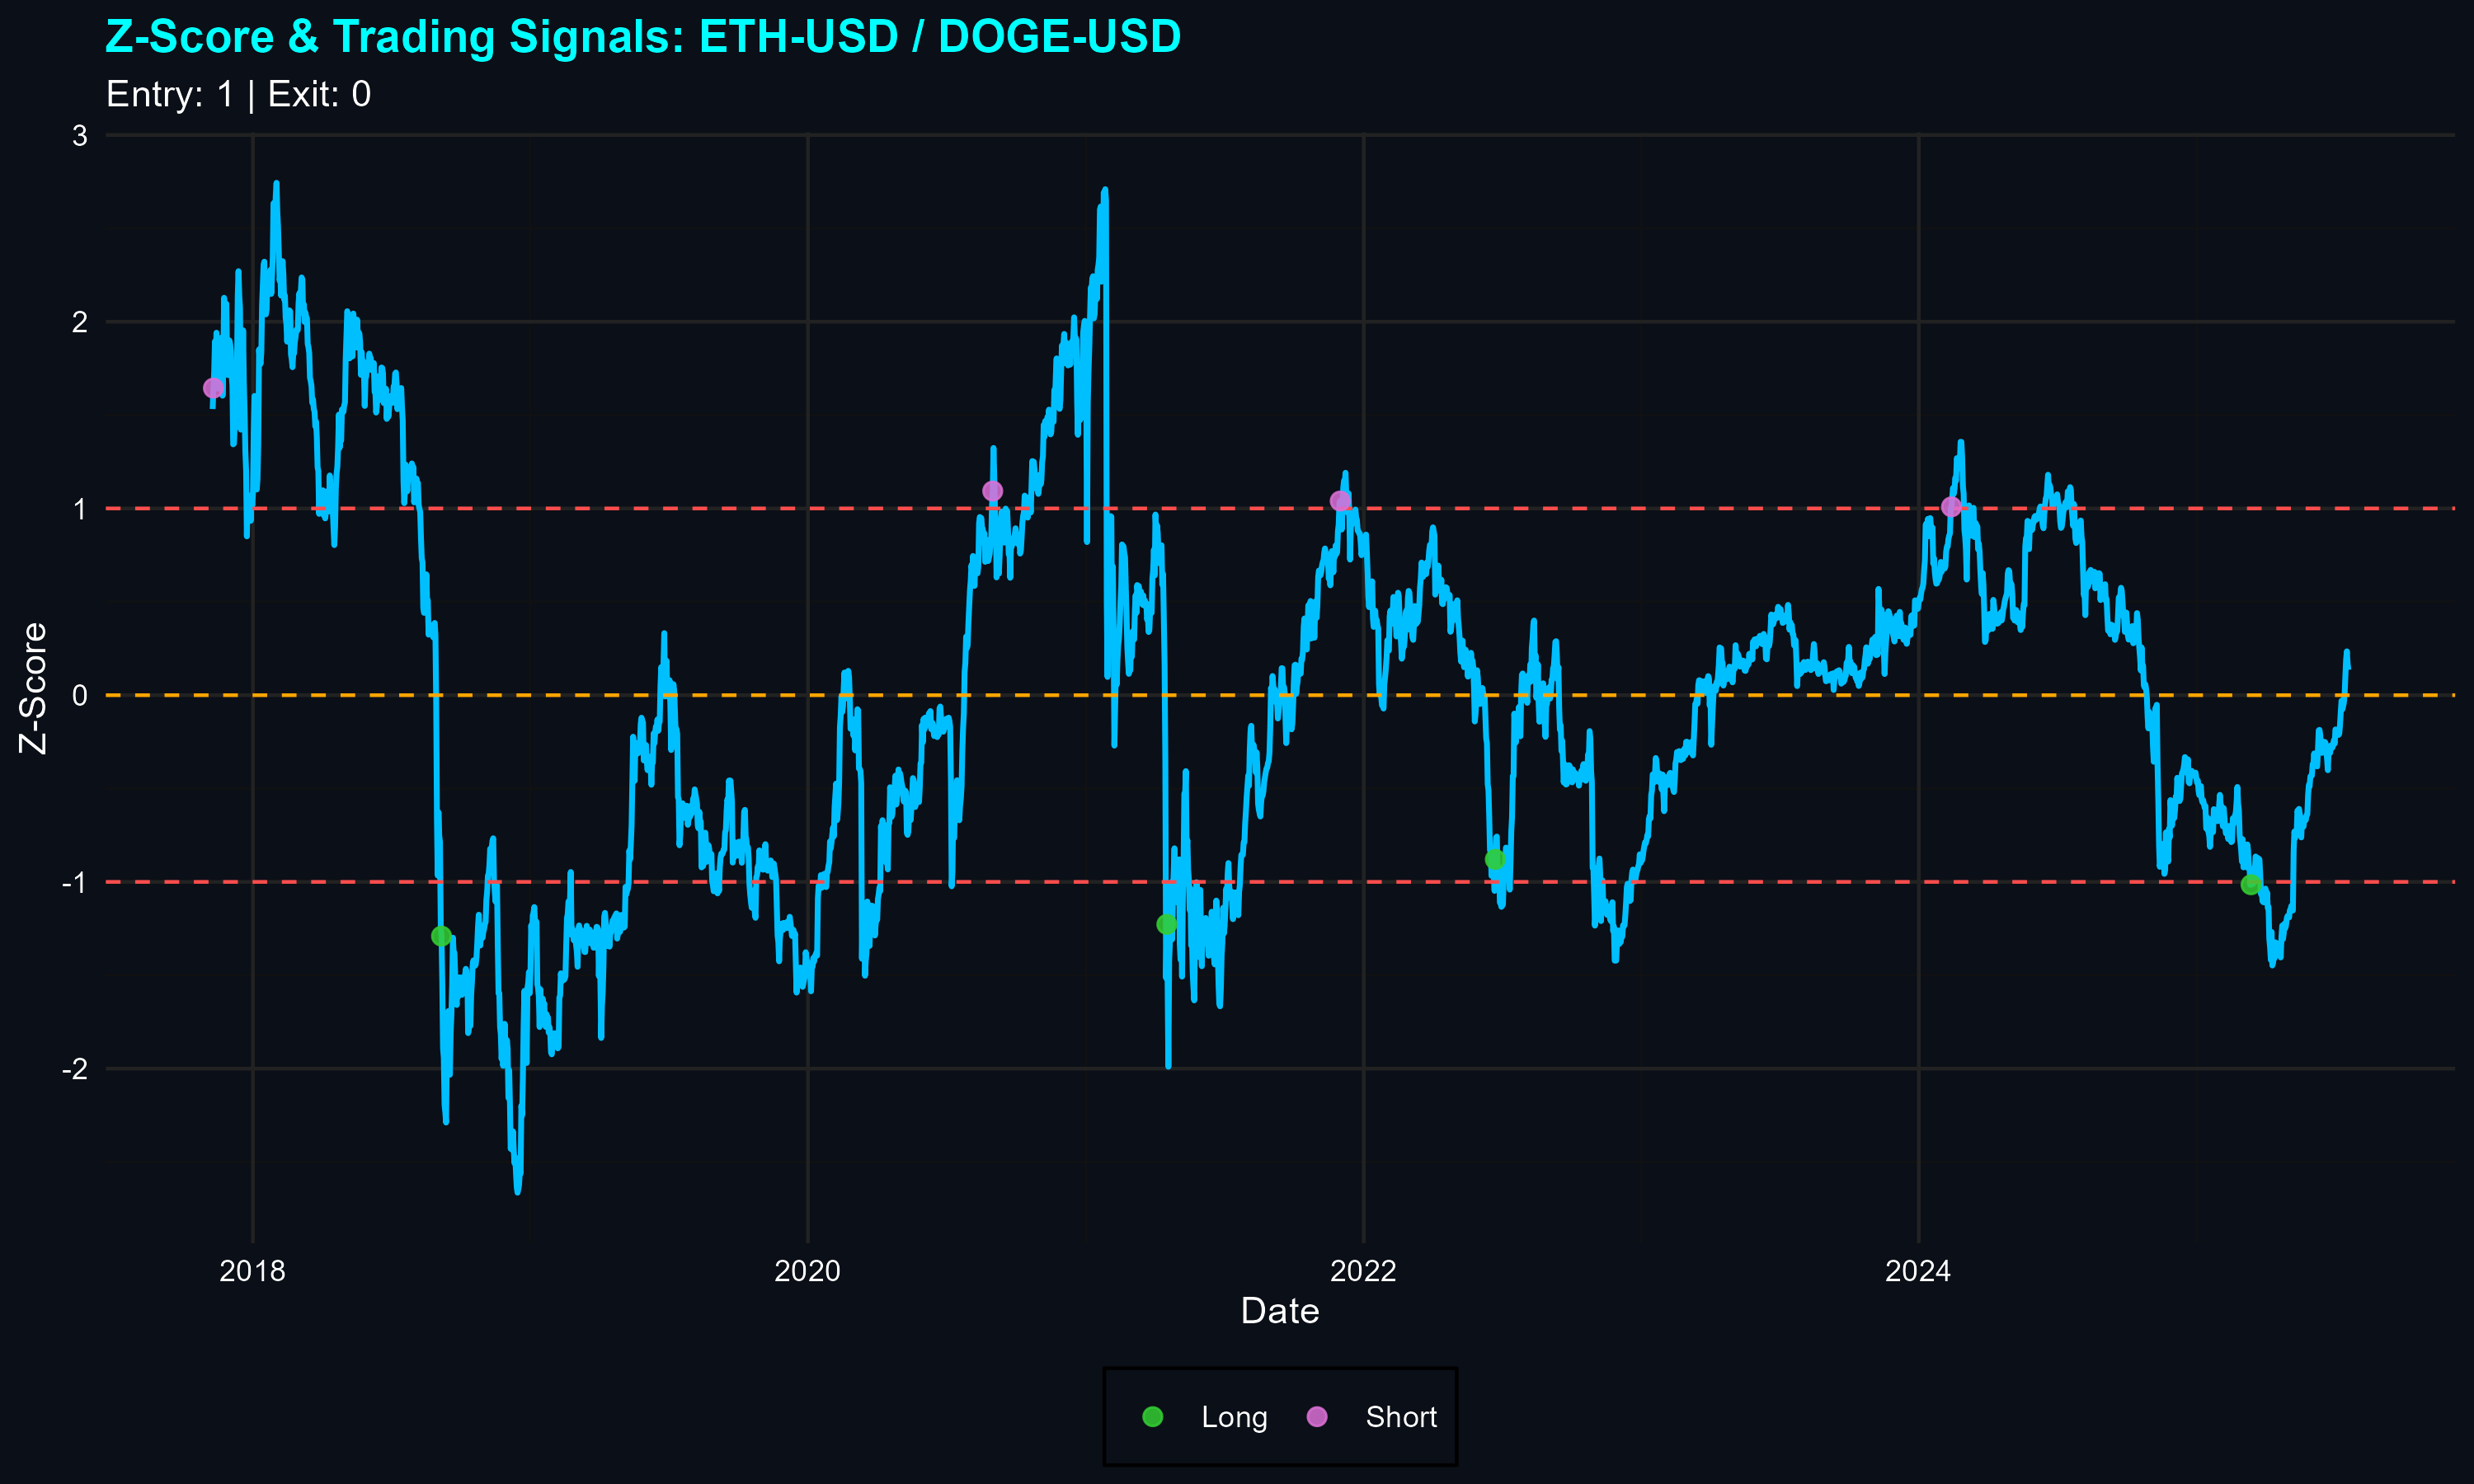 Z-Score & Trading Signals: ETH-USD / DOGE-USD
Entry: 1 | Exit: 0
3
2
1
0
-1
-2
Z-Score
2018
2020
2022
2024
Date
Long
Short